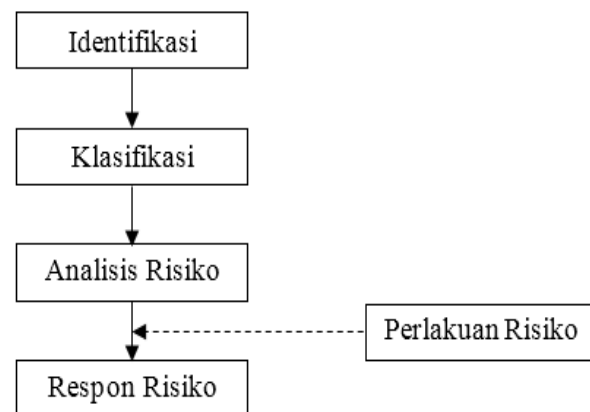 Identifikasi
Klasifikasi
Analisis Risiko
Perlakuan Risiko
Respon Risiko